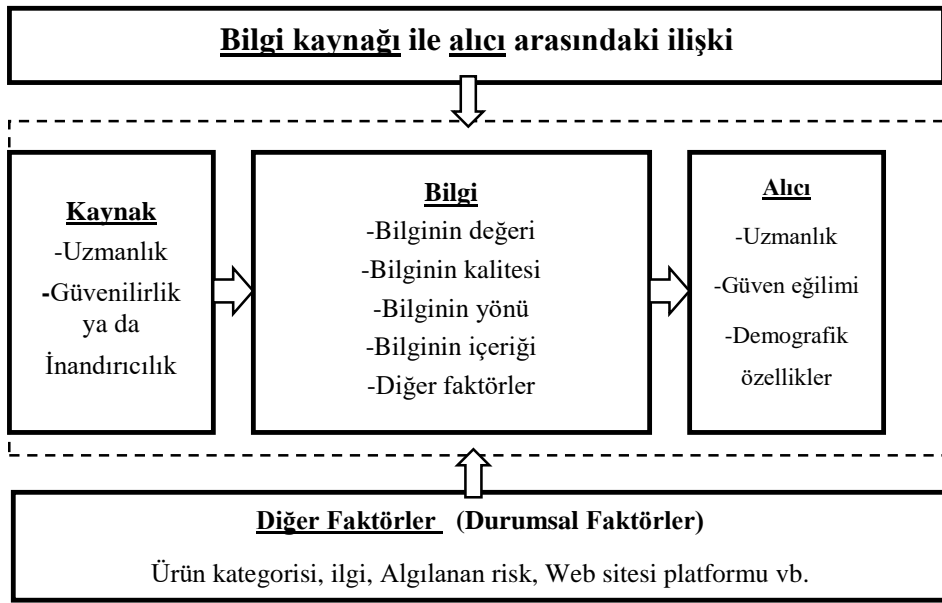 Bilgi kaynağı ile alıcı arasındaki ilişki
Kaynak
-Uzmanlık
-Güvenilirlik
ya da
İnandırıcılık
Bilgi
-Bilginin değeri
-Bilginin kalitesi
-Bilginin yönü
-Bilginin içeriği
-Diğer faktörler
Alıcı
-Uzmanlık
-Güven eğilimi
-Demografik
özellikler
Diğer Faktörler (Durumsal Faktörler)
Ürün kategorisi, ilgi, Algılanan risk, Web sitesi platformu vb.